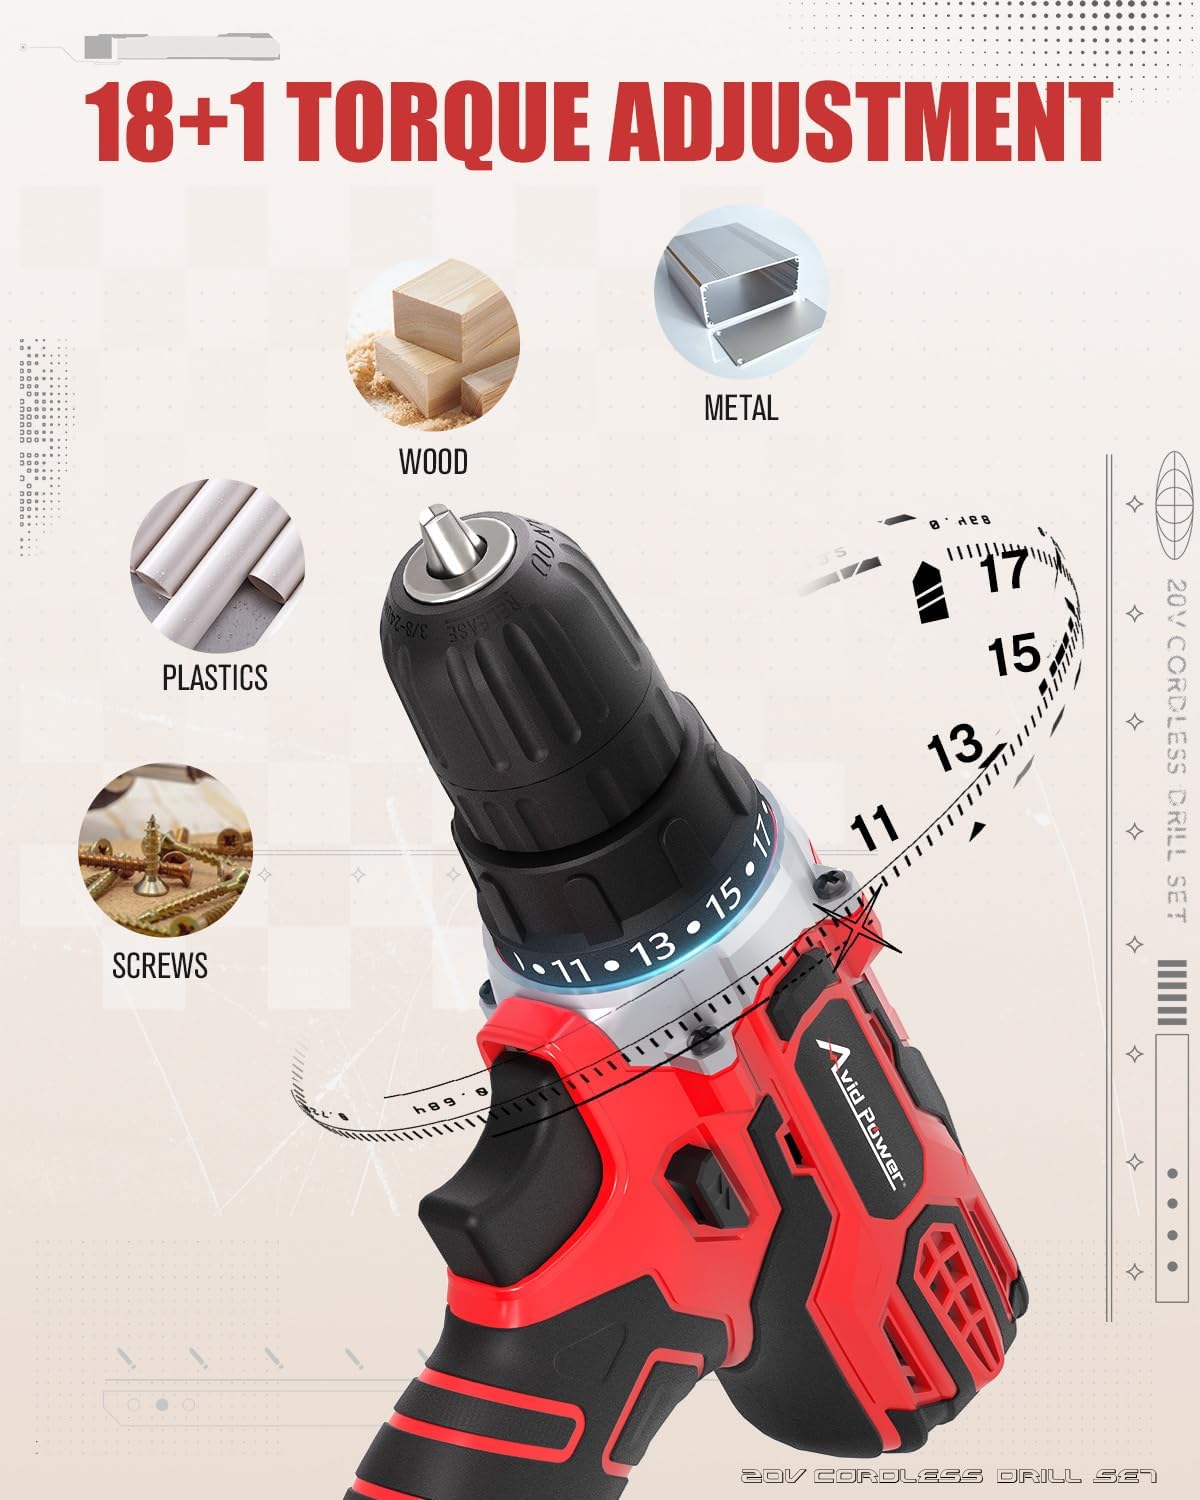 18+1 TORQUE ADJUSTMENT
METAL
WOOD
PLASTICS
SCREWS
17
15
13
11
11 • 13 • 15 • 17
RELEASE
Avid Power
20V CORDLESS DRILL SET
20V CORDLESS DRILL SET